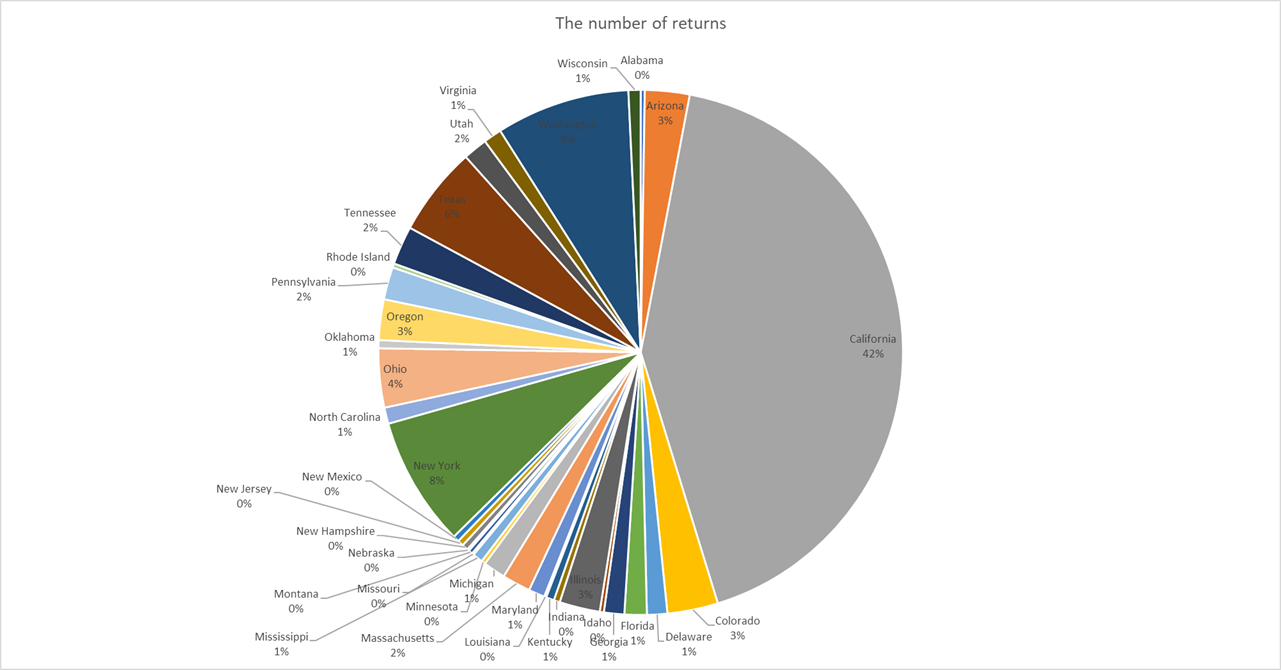 The number of returns
Alabama
0%
Arizona
3%
California
42%
Colorado
3%
Delaware
1%
Florida
1%
Georgia
1%
Idaho
0%
Illinois
3%
Indiana
0%
Kentucky
1%
Louisiana
0%
Maryland
1%
Massachusetts
2%
Michigan
1%
Minnesota
0%
Mississippi
1%
Missouri
0%
Montana
0%
Nebraska
0%
New Hampshire
0%
New Jersey
0%
New Mexico
0%
New York
8%
North Carolina
1%
Ohio
4%
Oklahoma
1%
Oregon
3%
Pennsylvania
2%
Rhode Island
0%
Tennessee
2%
Texas
6%
Utah
2%
Virginia
1%
Washington
8%
Wisconsin
1%